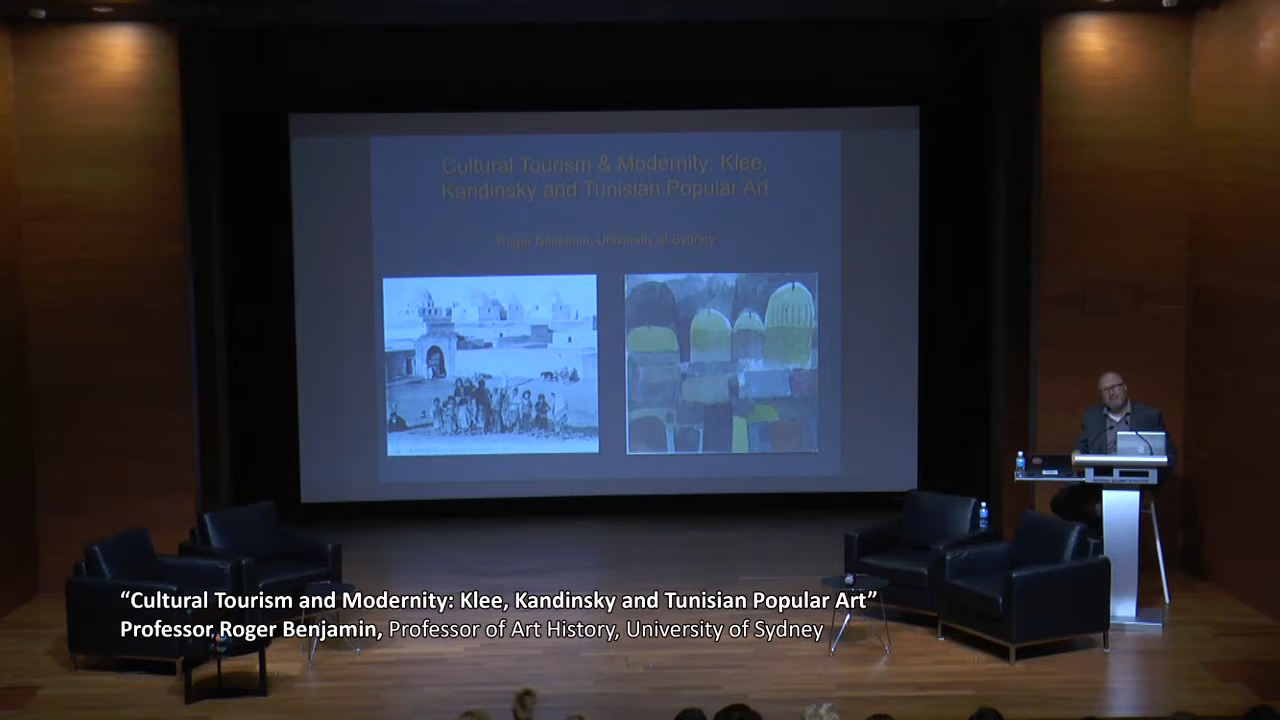 Cultural Tourism & Modernity: Klee,
Kandinsky and Tunisian Popular Art
Roger Benjamin, University of Sydney
“Cultural Tourism and Modernity: Klee, Kandinsky and Tunisian Popular Art”
Professor Roger Benjamin, Professor of Art History, University of Sydney